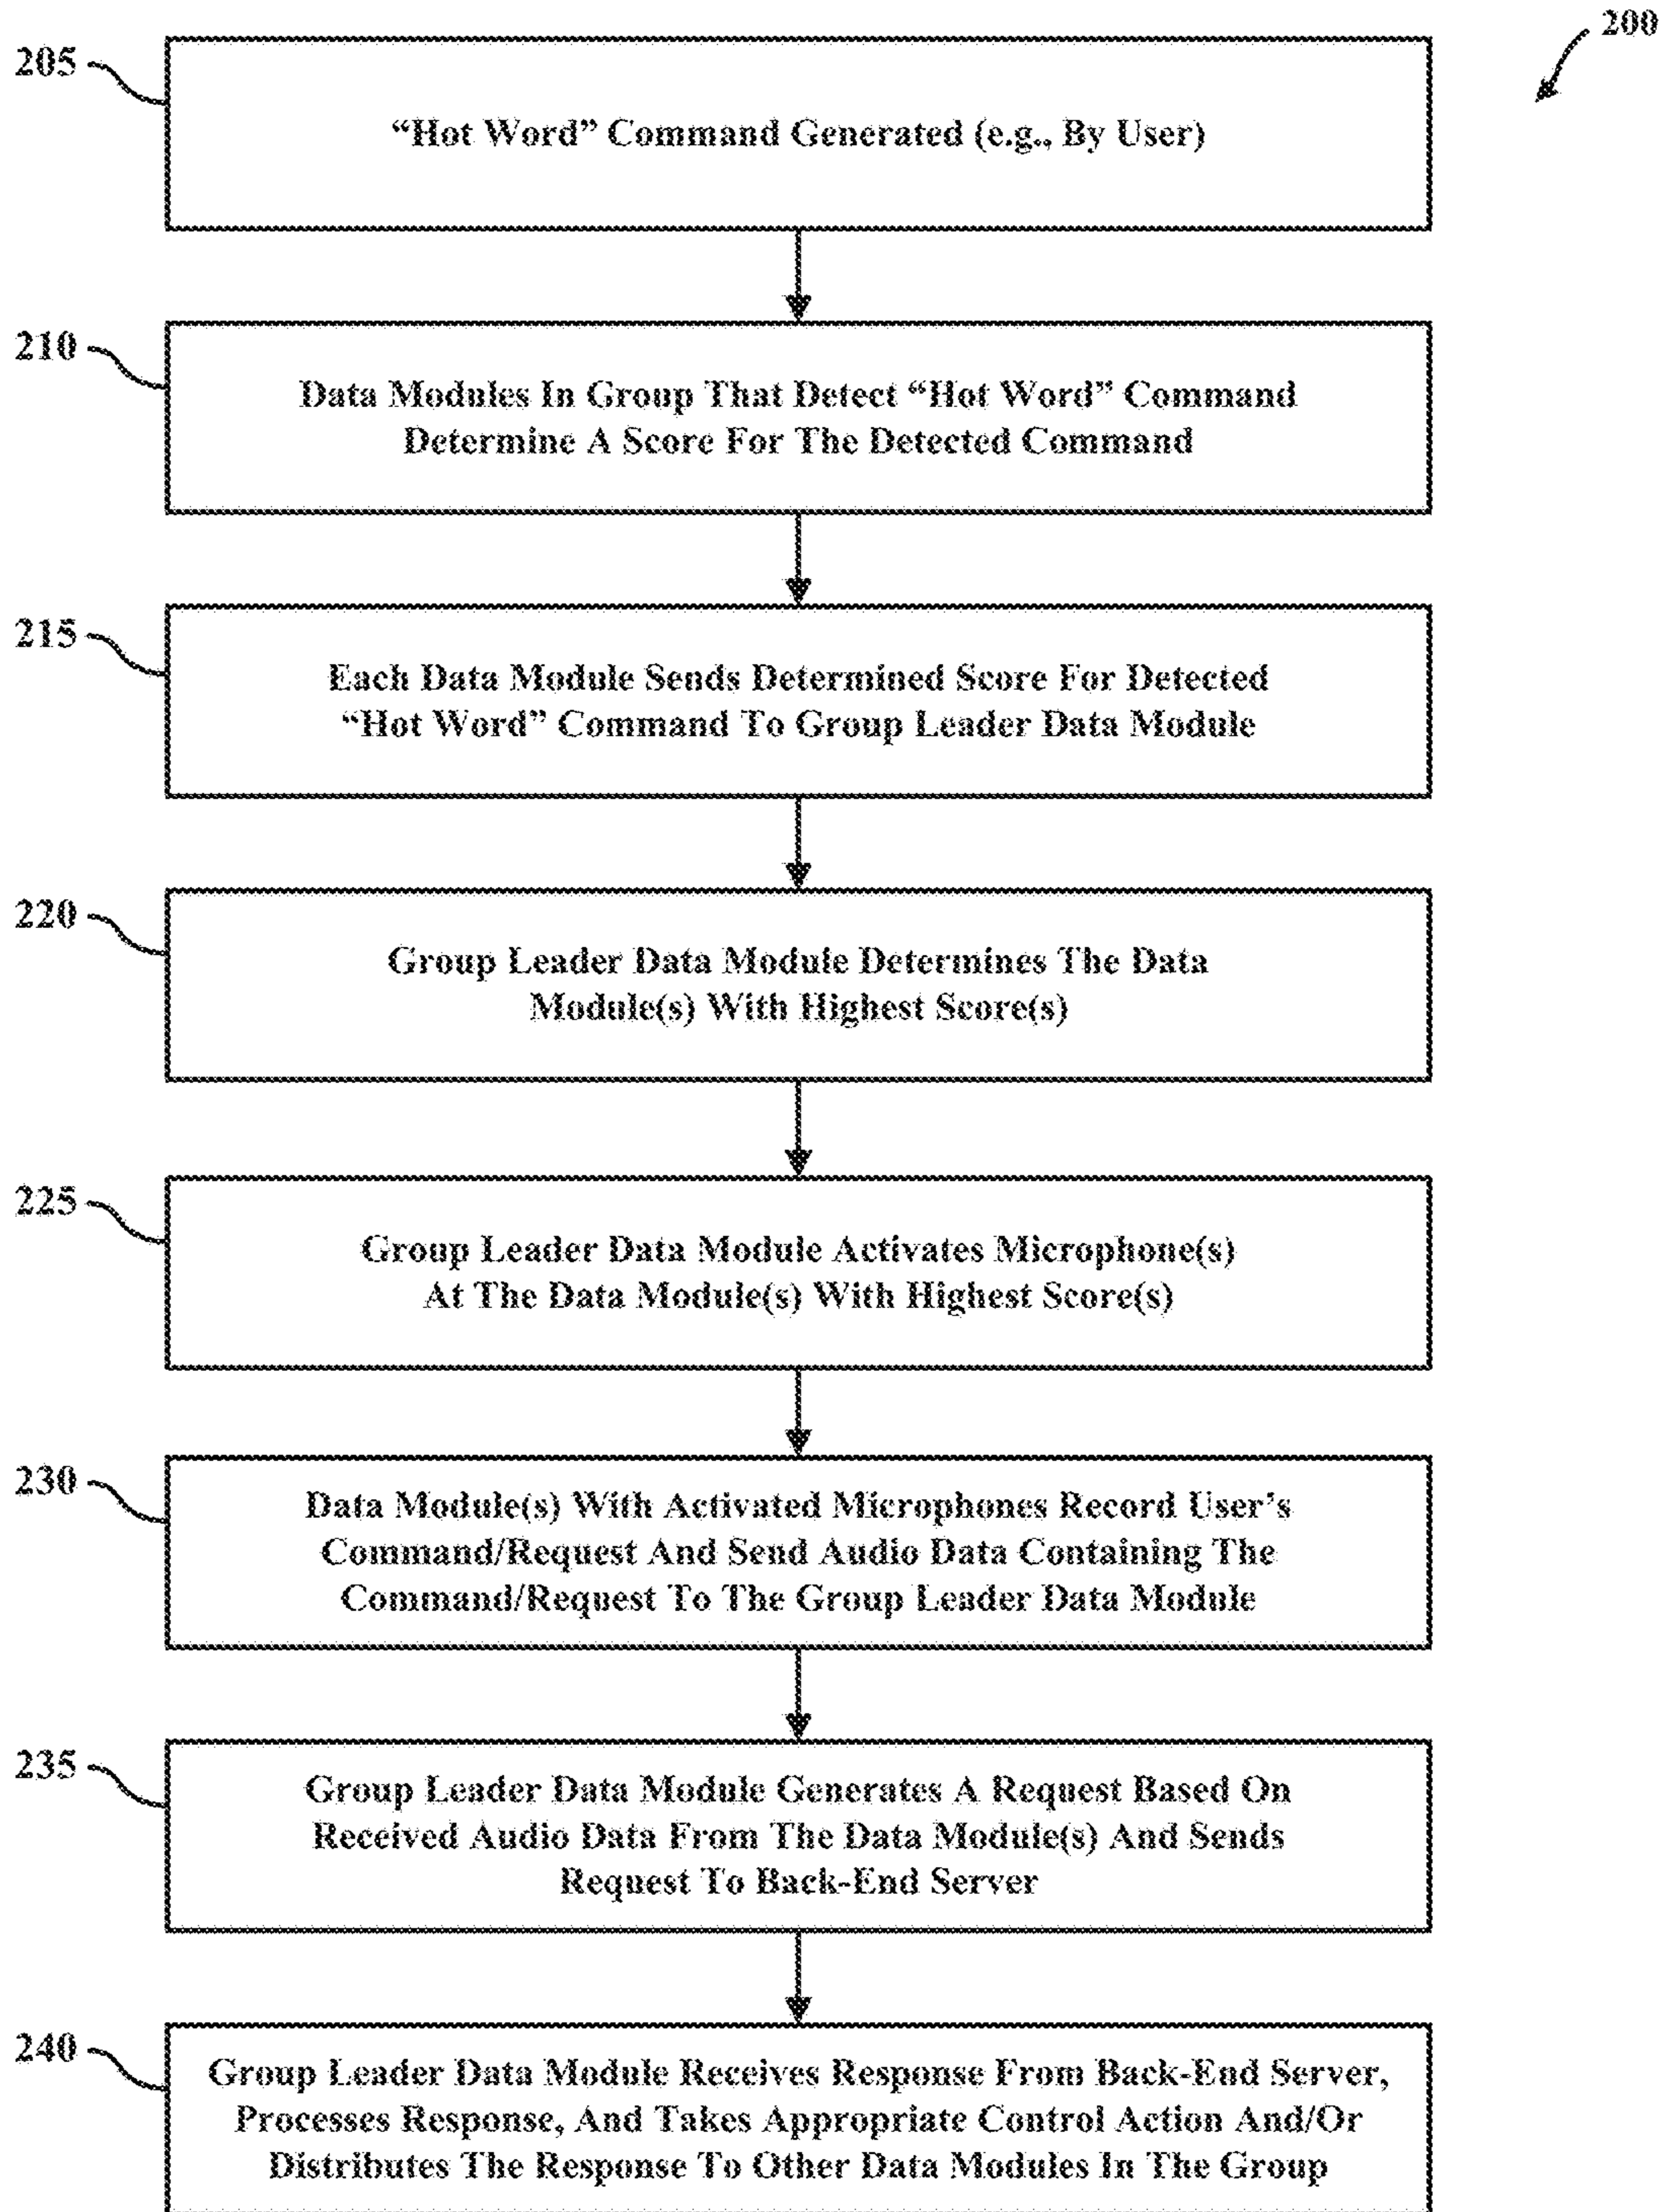 200
205
“Hot Word” Command Generated (e.g., By User)
210
Data Modules In Group That Detect “Hot Word” Command
Determine A Score For The Detected Command
215
Each Data Module Sends Determined Score For Detected
“Hot Word” Command To Group Leader Data Module
220
Group Leader Data Module Determines The Data
Module(s) With Highest Score(s)
225
Group Leader Data Module Activates Microphone(s)
At The Data Module(s) With Highest Score(s)
230
Data Module(s) With Activated Microphones Record User’s
Command/Request And Send Audio Data Containing The
Command/Request To The Group Leader Data Module
235
Group Leader Data Module Generates A Request Based On
Received Audio Data From The Data Module(s) And Sends
Request To Back-End Server
240
Group Leader Data Module Receives Response From Back-End Server,
Processes Response, And Takes Appropriate Control Action And/Or
Distributes The Response To Other Data Modules In The Group